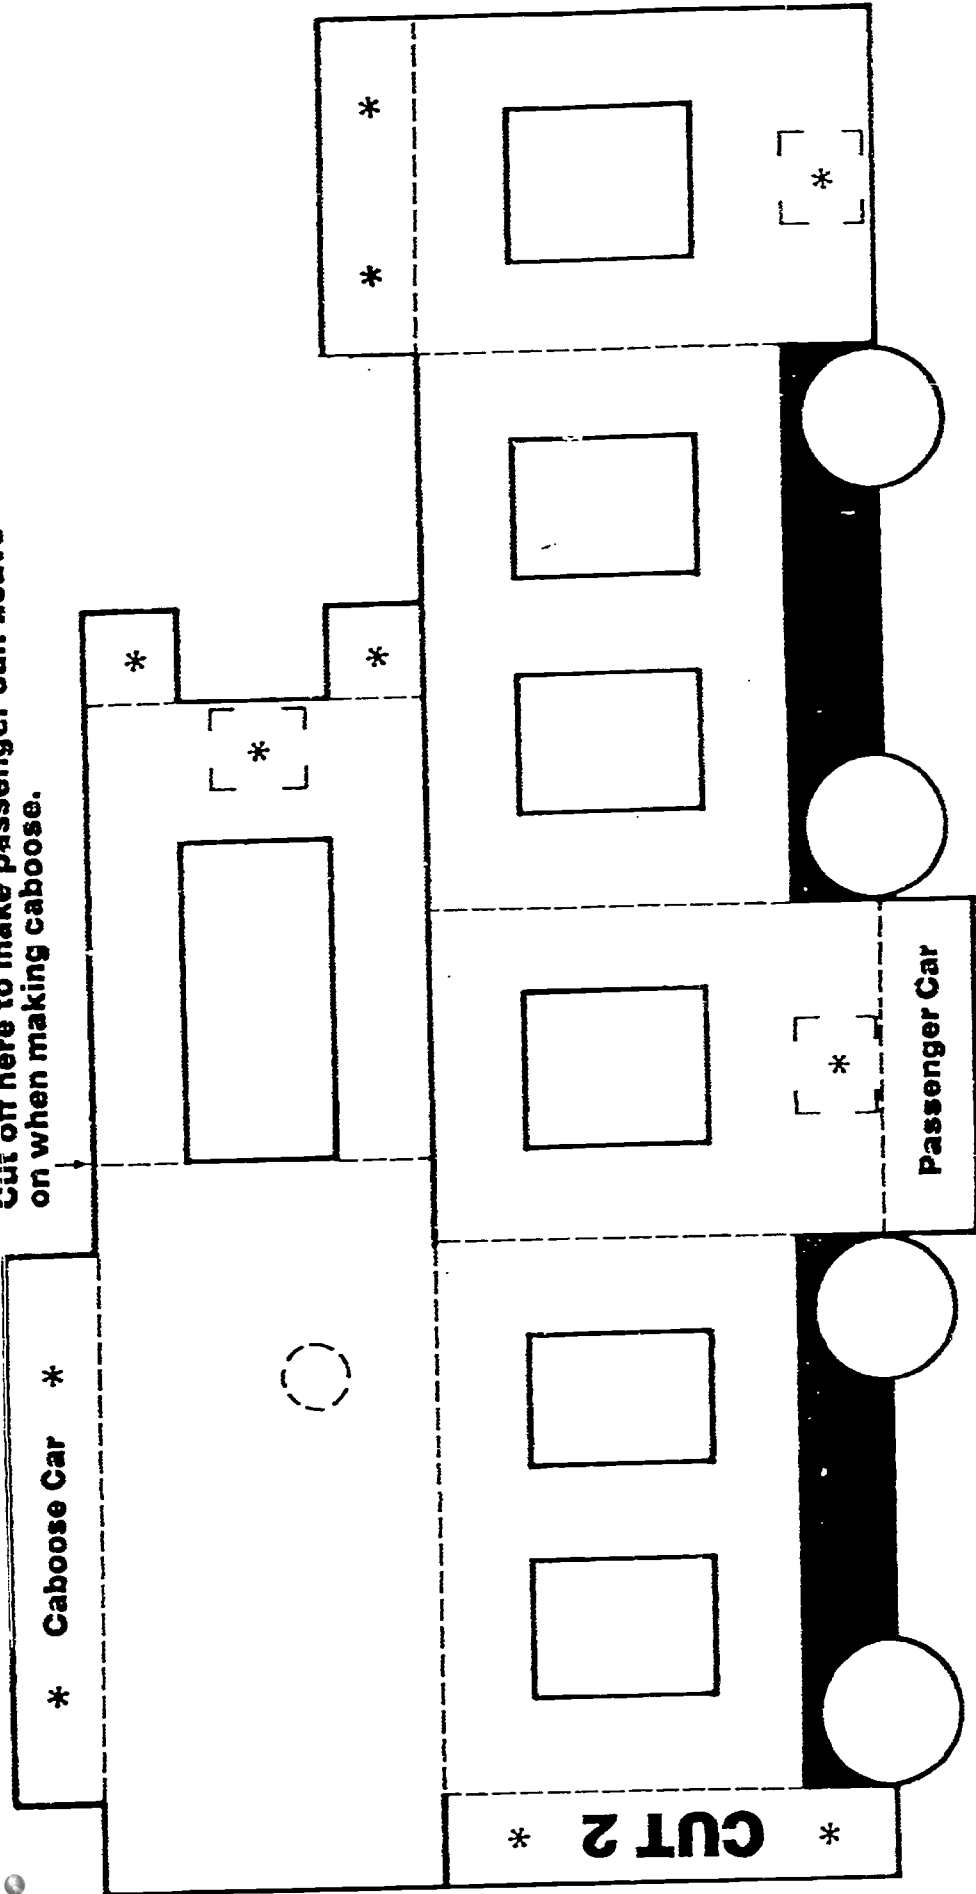 Cut off here to make passenger car. Leave
on when making caboose.
* Caboose Car *
Passenger Car
* CUT 2 *